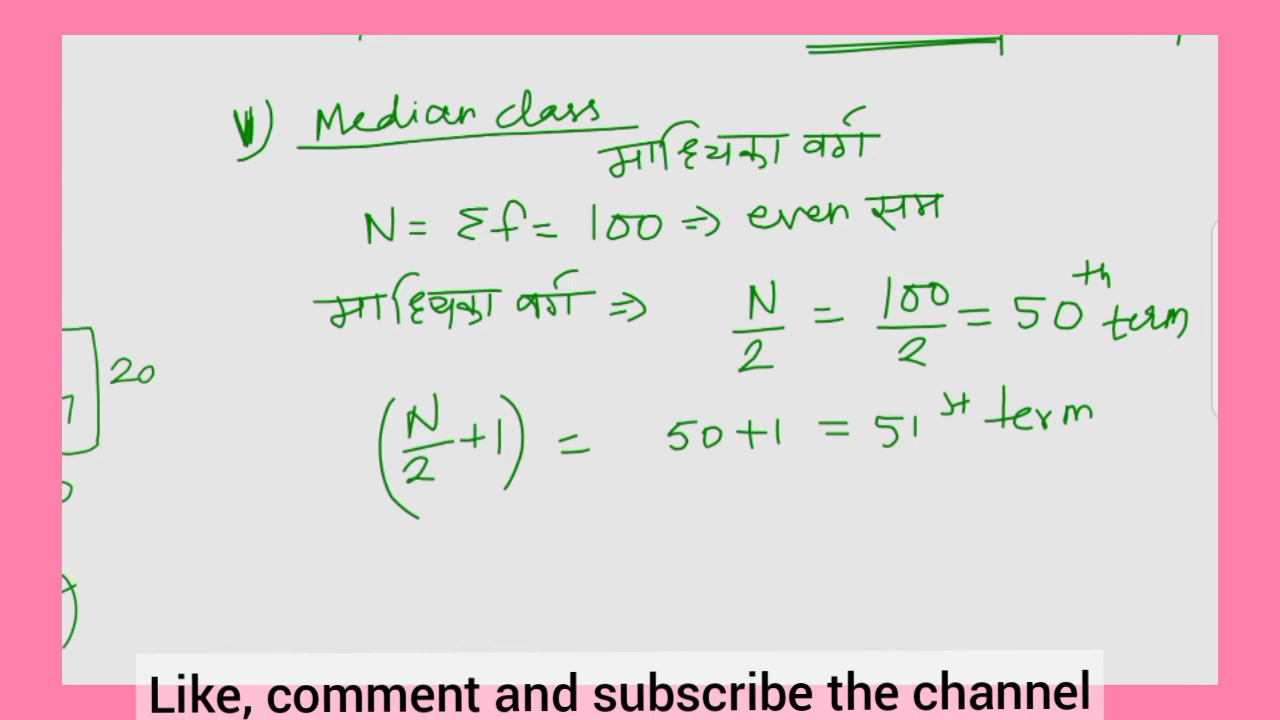 V) Median class
माध्यिका वर्ग
N = Σf = 100 ⇒ even सम
माध्यिका वर्ग ⇒ N/2 = 100/2 = 50th term
20
(N/2 + 1) = 50+1 = 51st term
Like, comment and subscribe the channel